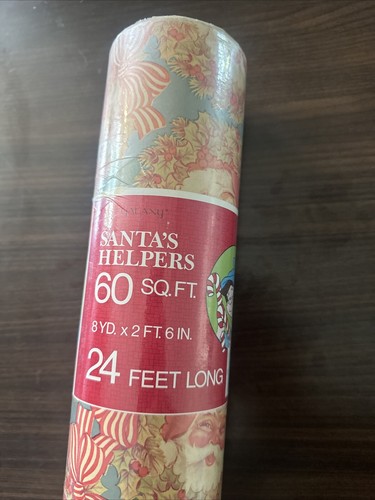 SANTA'S
HELPERS
60 SQ. FT.
8 YD. x 2 FT. 6 IN.
24 FEET LONG